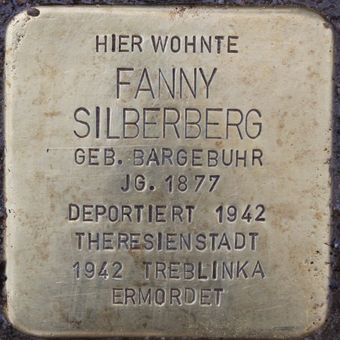 HIER WOHNTE
FANNY
SILBERBERG
GEB. BARGEBUHR
JG. 1877
DEPORTIERT 1942
THERESIENSTADT
1942 TREBLINKA
ERMORDET